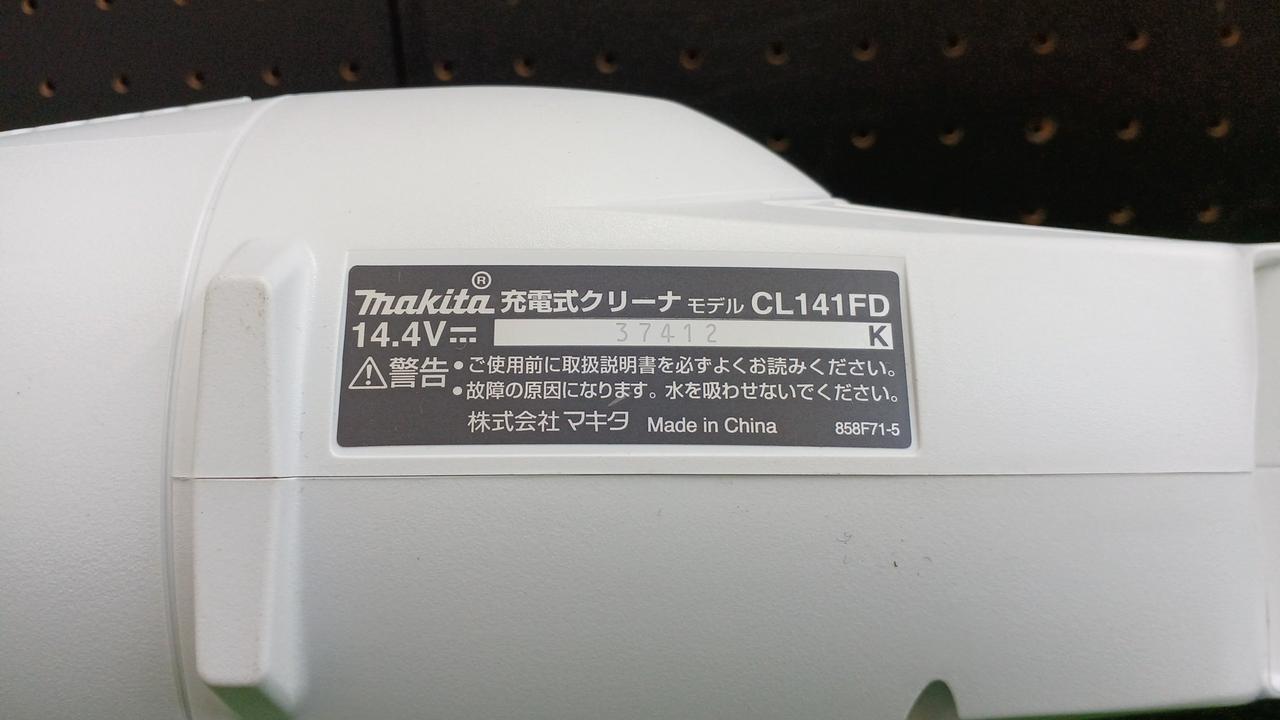 makita® 充電式クリーナ モデル CL141FD
14.4V⎓ 37412 K
⚠警告 •ご使用前に取扱説明書を必ずよくお読みください。
•故障の原因になります。水を吸わせないでください。
株式会社マキタ Made in China 858F71-5